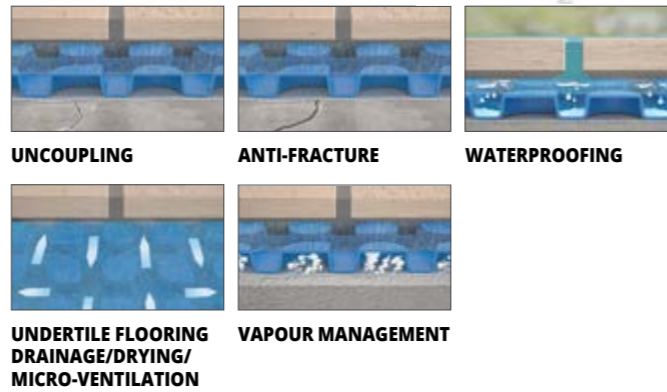 UNCOUPLING
ANTI-FRACTURE
WATERPROOFING
UNDERTILE FLOORING
DRAINAGE/DRYING/
MICRO-VENTILATION
VAPOUR MANAGEMENT